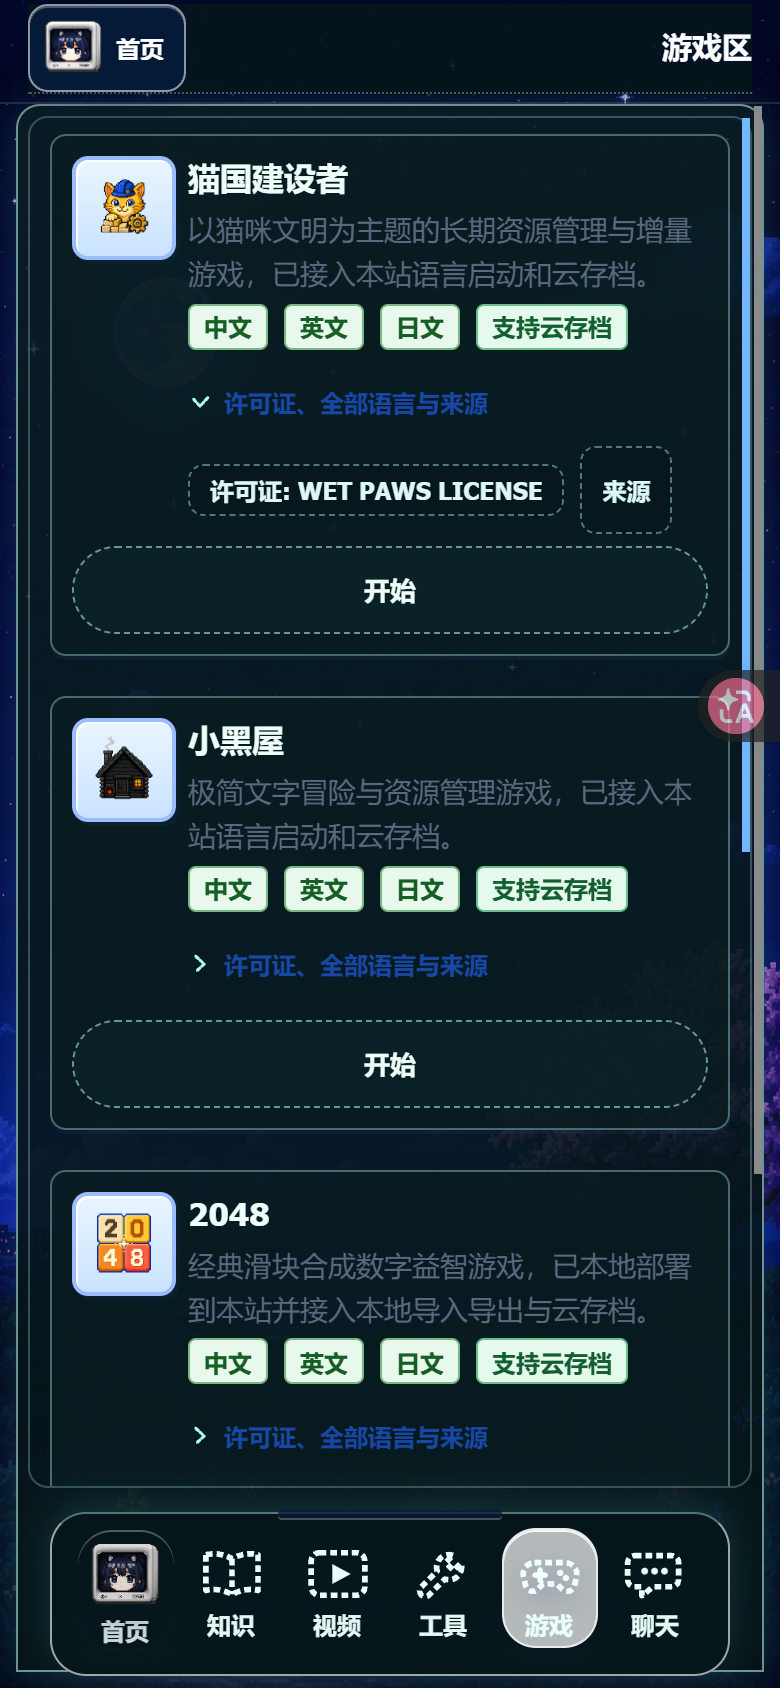 首页
游戏区
猫国建设者
以猫咪文明为主题的长期资源管理与增量
游戏，已接入本站语言启动和云存档。
中文 英文 日文 支持云存档
许可证、全部语言与来源
许可证: WET PAWS LICENSE 来源
开始
小黑屋
极简文字冒险与资源管理游戏，已接入本
站语言启动和云存档。
中文 英文 日文 支持云存档
许可证、全部语言与来源
开始
2048
2048
经典滑块合成数字益智游戏，已本地部署
到本站并接入本地导入导出与云存档。
中文 英文 日文 支持云存档
许可证、全部语言与来源
首页 知识 视频 工具 游戏 聊天